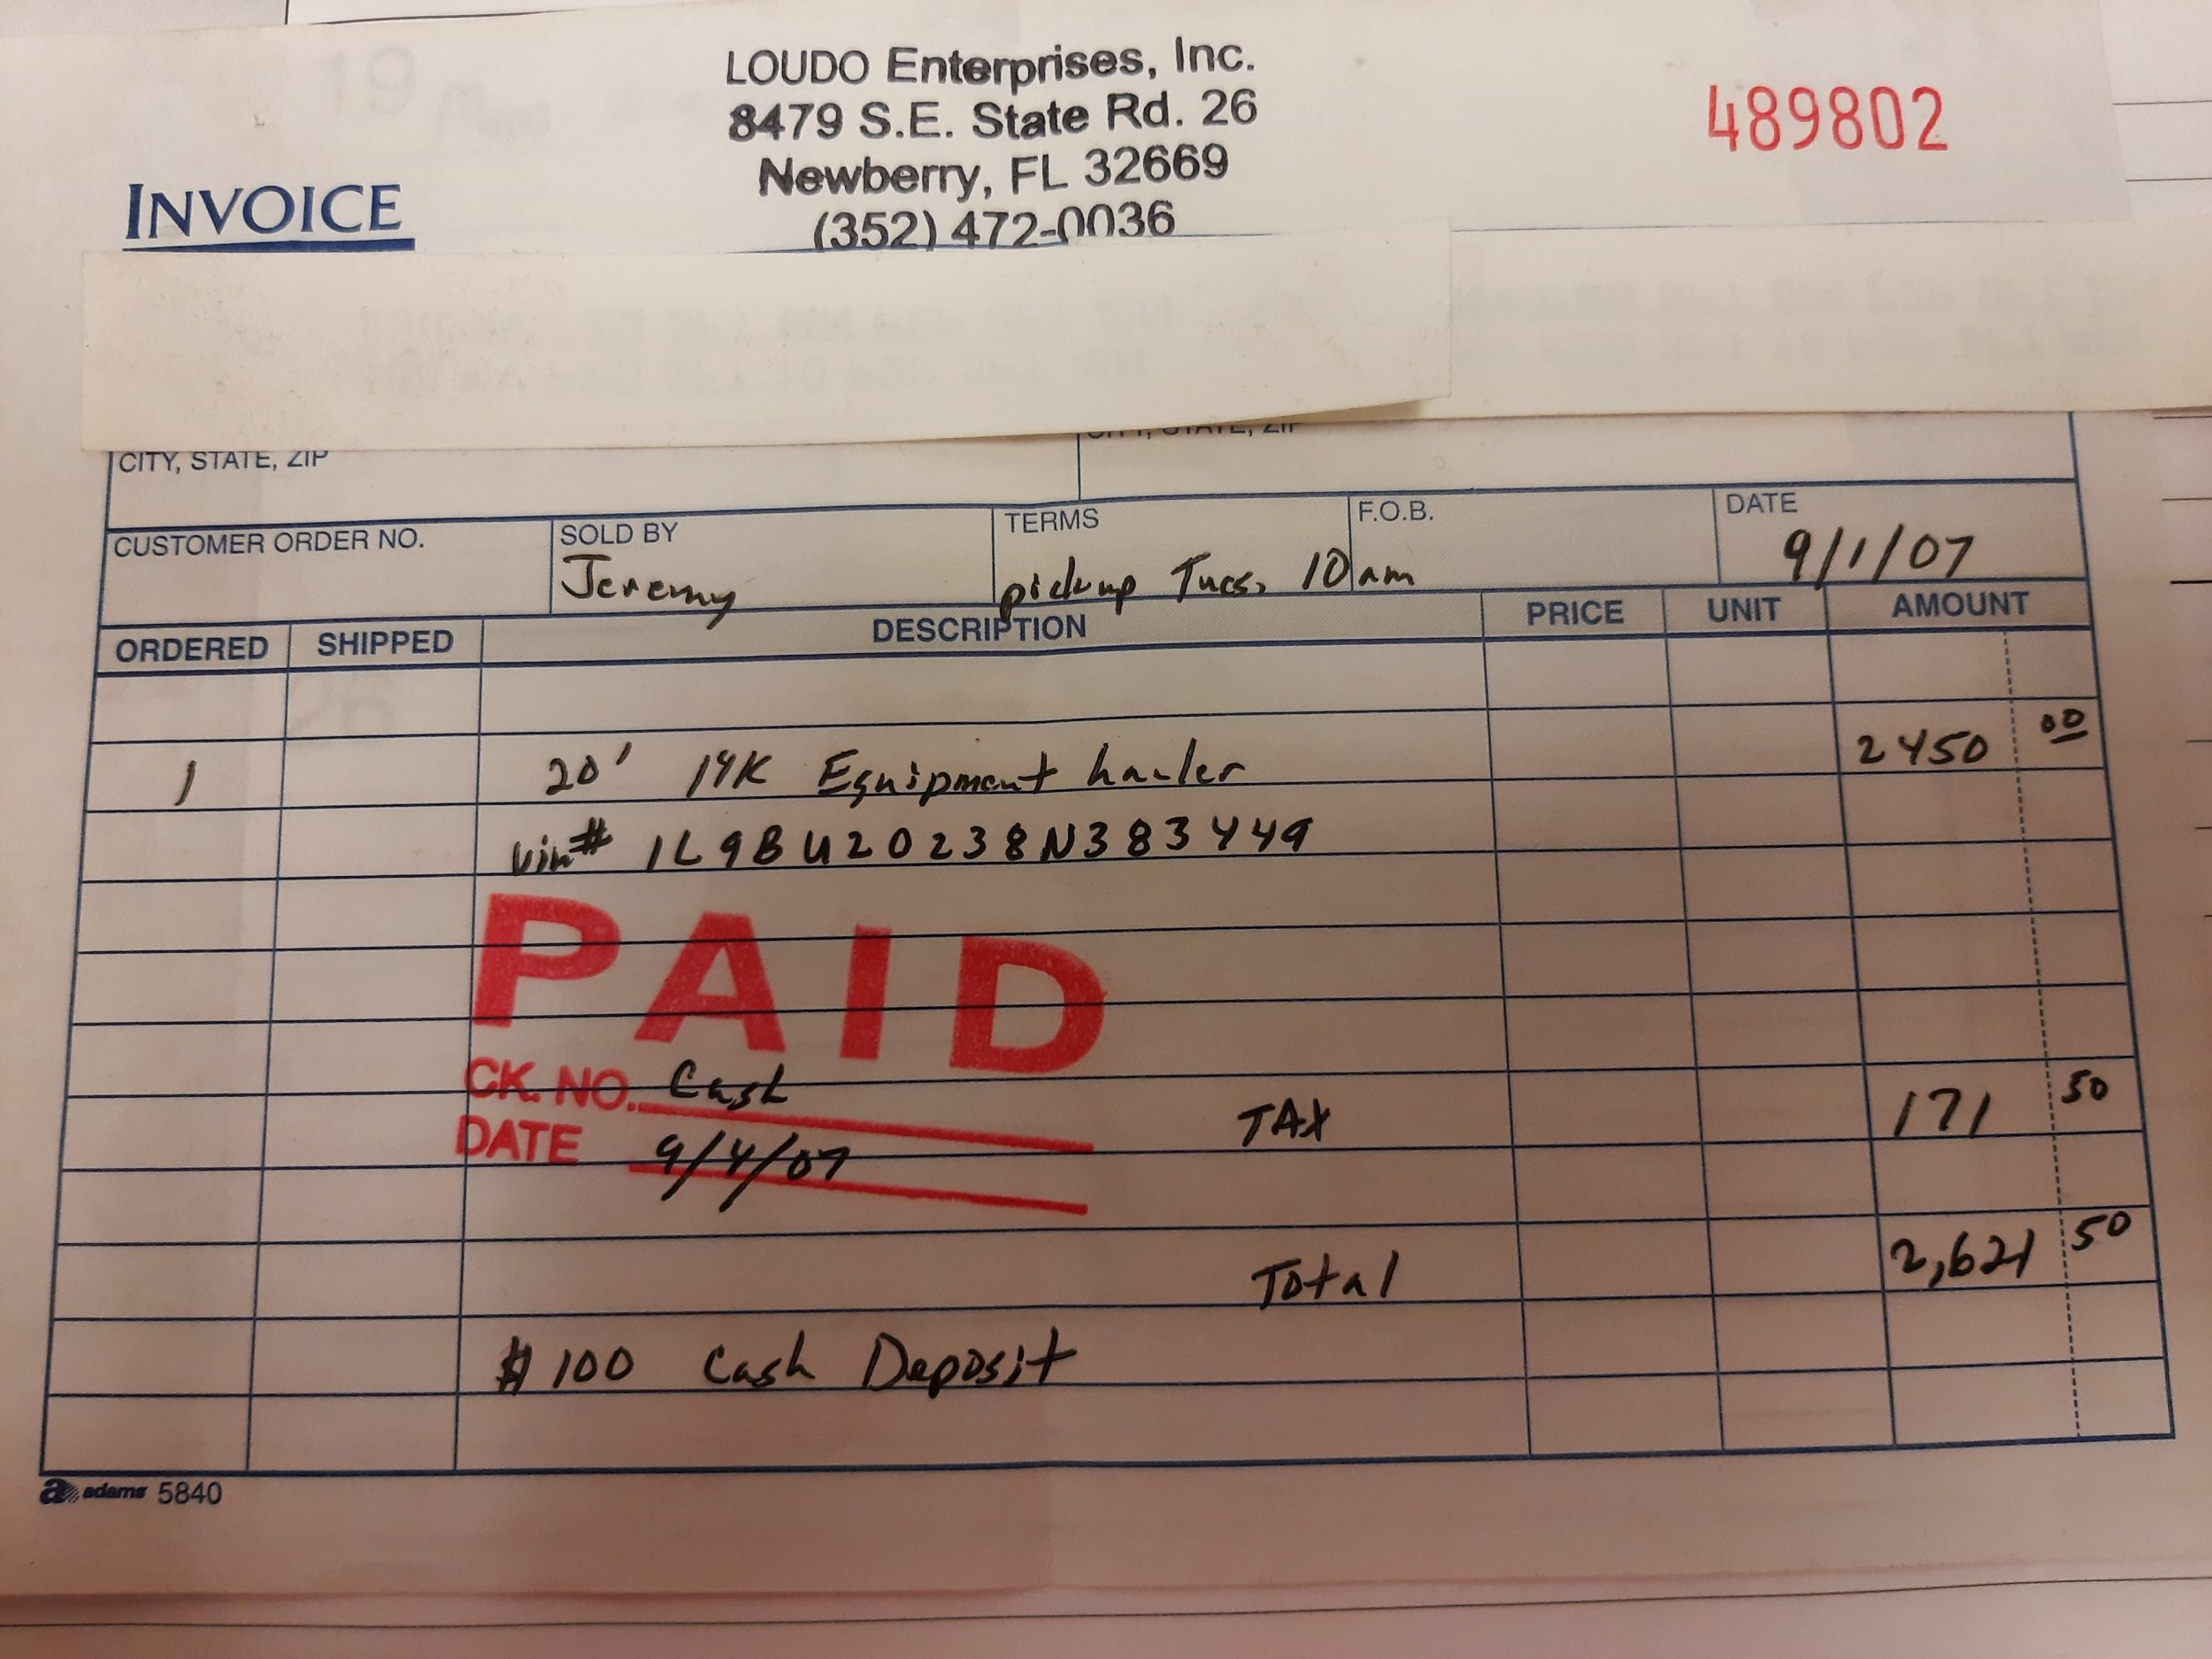 LOUDO Enterprises, Inc.
8479 S.E. State Rd. 26
Newberry, FL 32669
(352) 472-0036
489802
INVOICE
CITY, STATE, ZIP
CITY, STATE, ZIP
CUSTOMER ORDER NO.
SOLD BY
Jeremy
TERMS
pickup Tues. 10am
F.O.B.
DATE
9/1/07
ORDERED SHIPPED DESCRIPTION PRICE UNIT AMOUNT
1 20' 14K Equipment hauler 2450 00
Vin# 1L9BU20238N383449
PAID
CK. NO. Cash
DATE 9/4/07
TAX 171 50
Total 2,621 50
$100 Cash Deposit
adams 5840